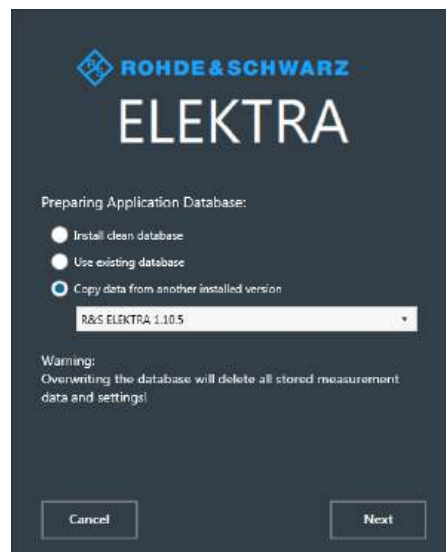 ROHDE&SCHWARZ
ELEKTRA
Preparing Application Database:
Install clean database
Use existing database
Copy data from another installed version
R&S ELEKTRA 1.10.5
Warning:
Overwriting the database will delete all stored measurement
data and settings!
Cancel
Next